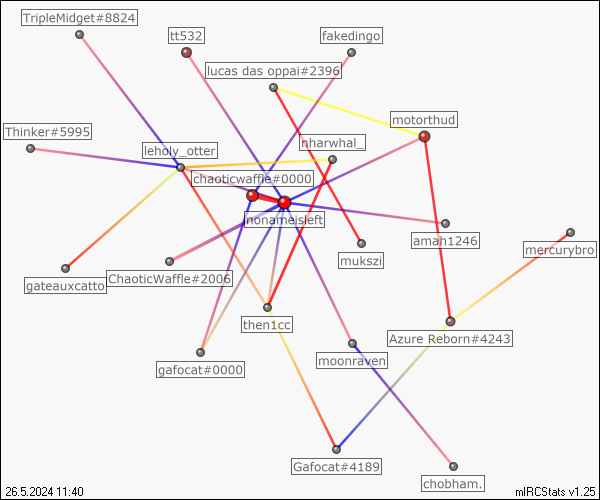 TripleMidget#8824
tt532
fakedingo
lucas das oppai#2396
motorthud
Thinker#5995
leholy_otter
nharwhal_
chaoticwaffle#0000
nonameisleft
amah1246
mercurybro
mukszi
gateauxcatto
ChaoticWaffle#2006
then1cc
Azure Reborn#4243
moonraven
gafocat#0000
Gafocat#4189
chobham.
26.5.2024 11:40
mIRCStats v1.25